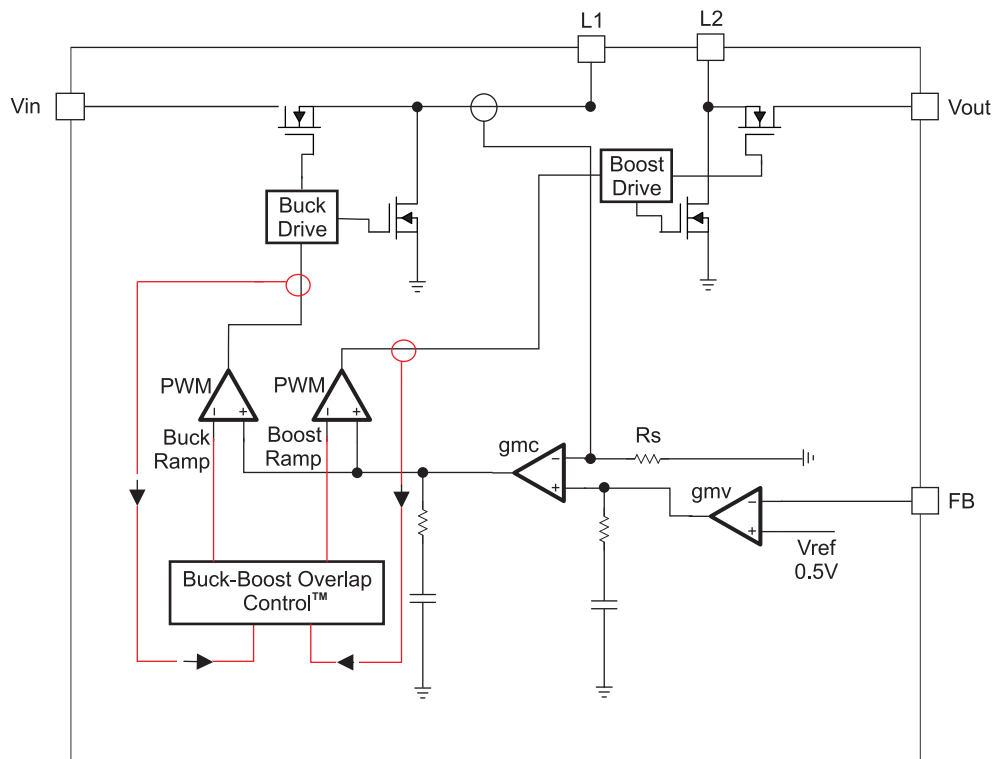 L1
L2
Vin
Vout
Buck
Drive
Boost
Drive
PWM
PWM
Buck
Ramp
Boost
Ramp
gmc
Rs
gmv
FB
Vref
0.5V
Buck-Boost Overlap
Control™